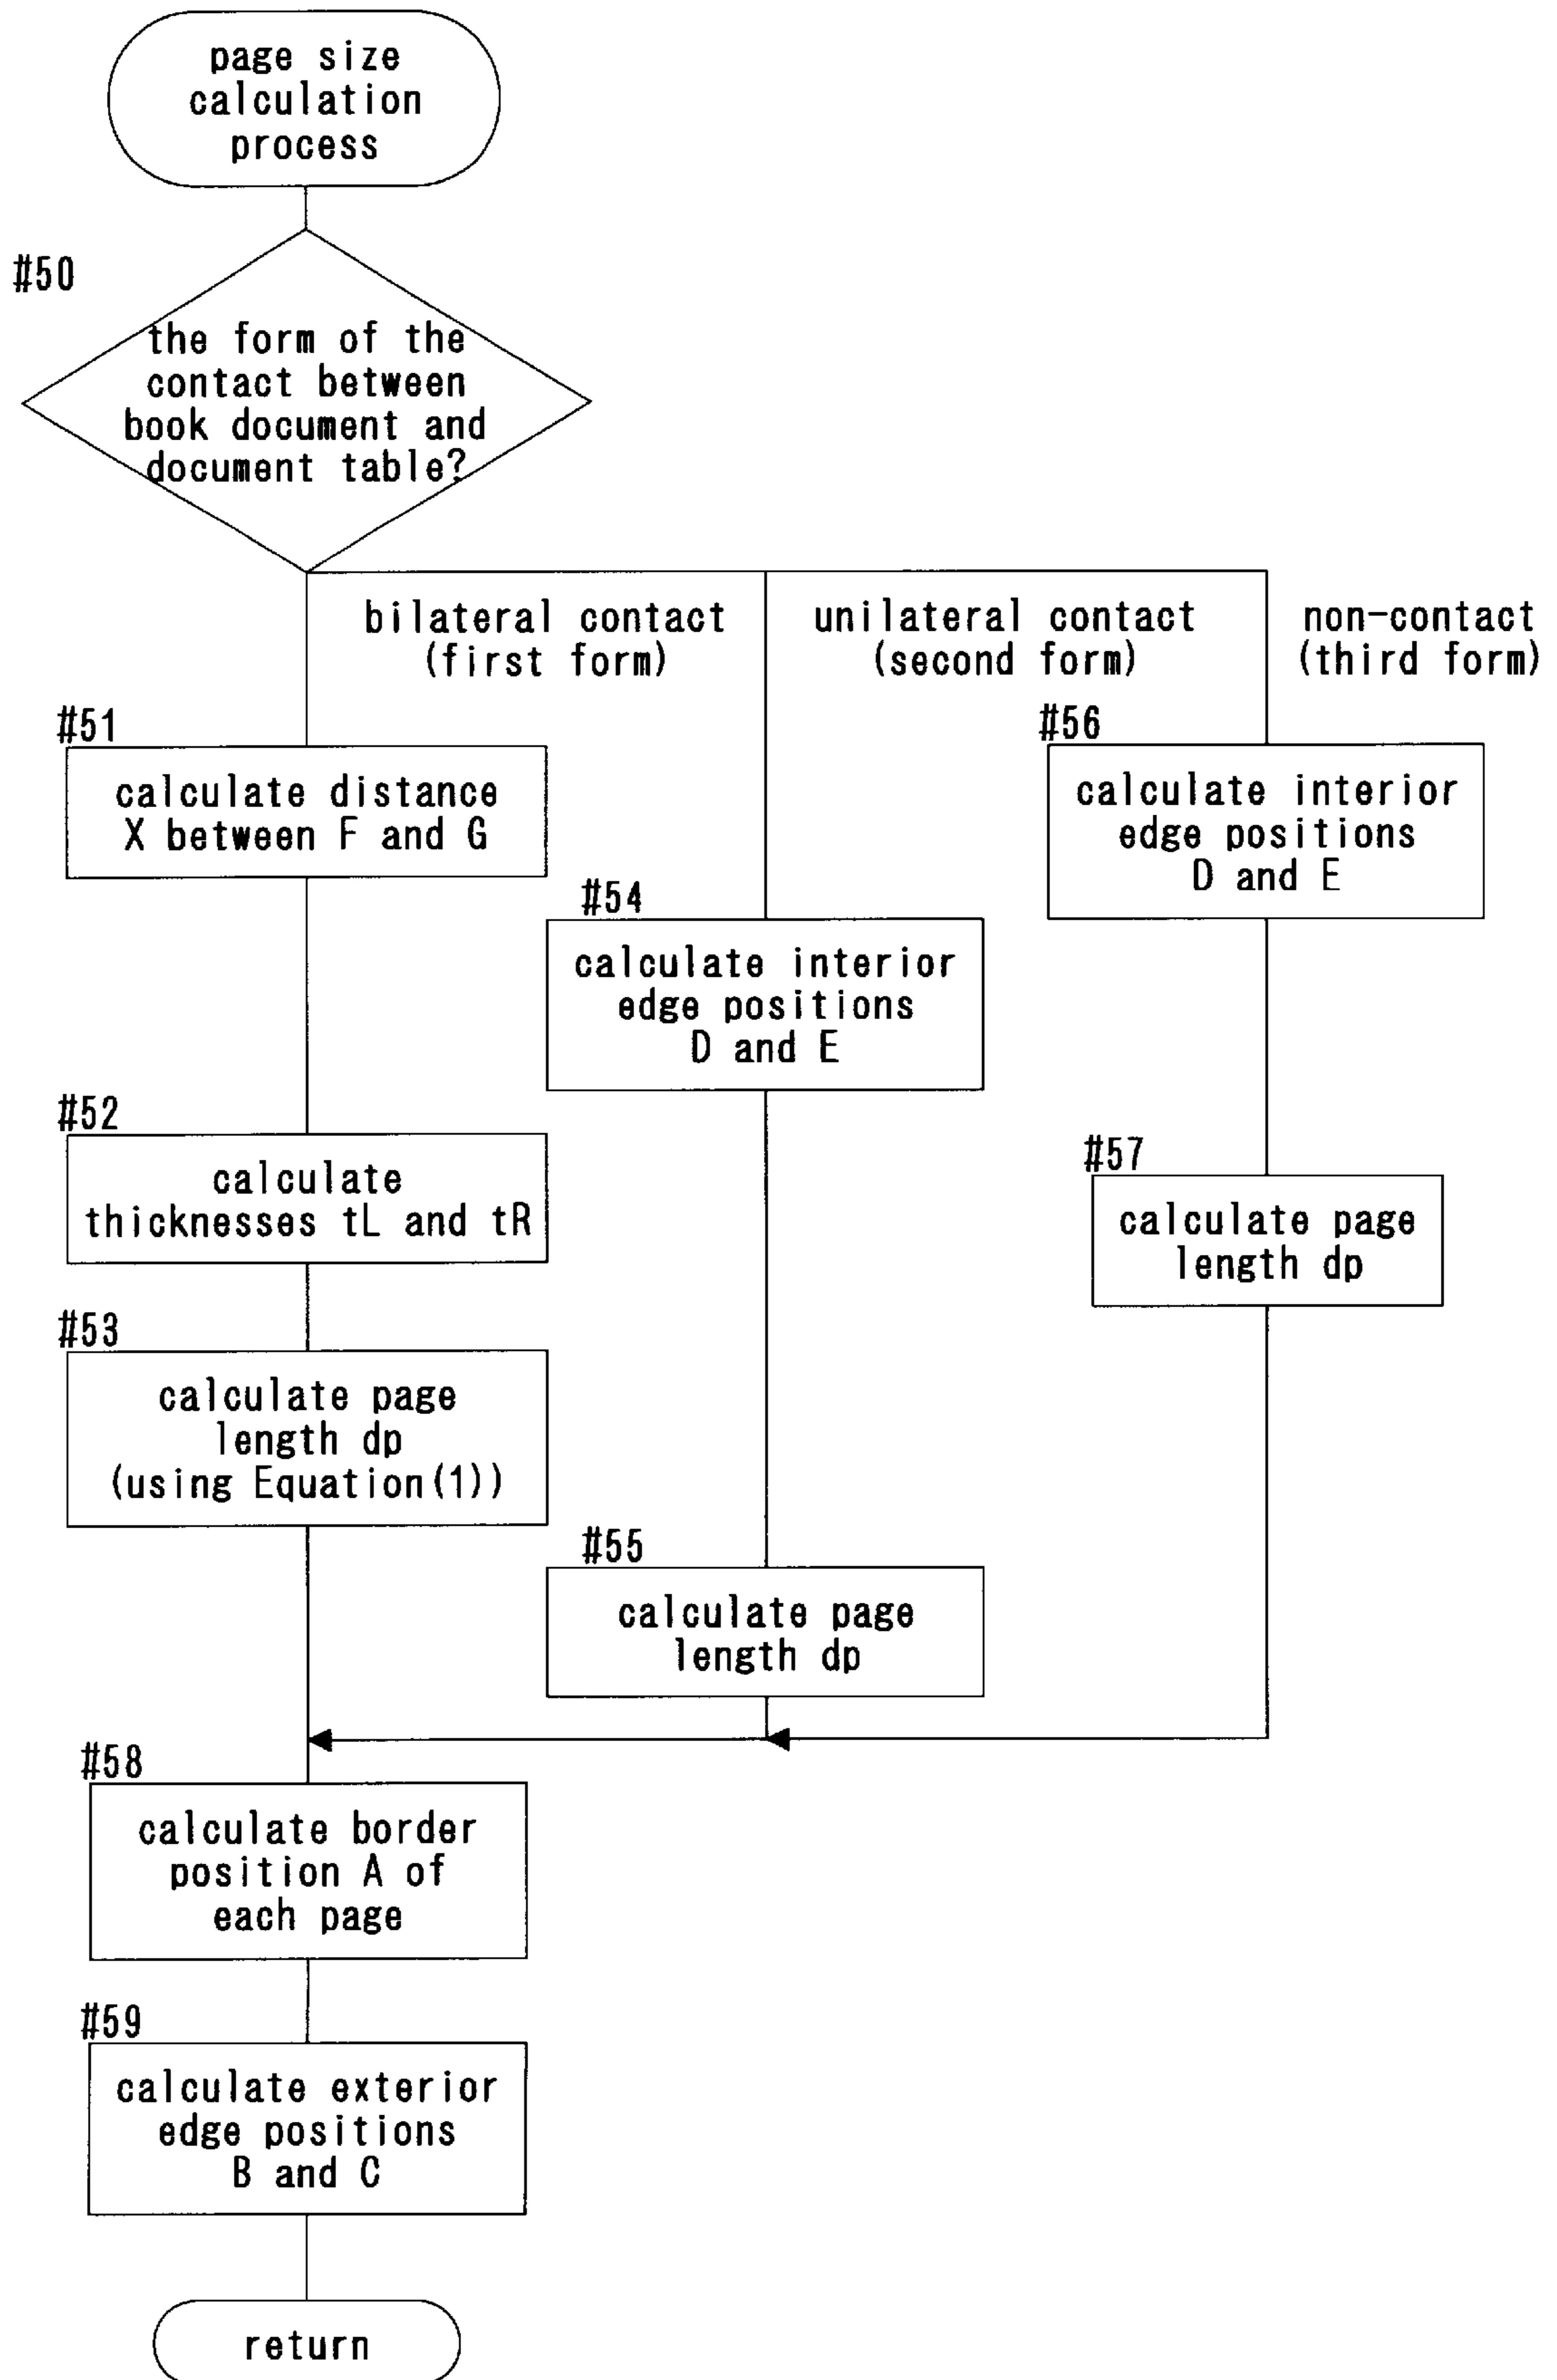 page size
calculation
process
#50
the form of the
contact between
book document and
document table?
bilateral contact
(first form)
unilateral contact
(second form)
non-contact
(third form)
#51
calculate distance
X between F and G
#52
calculate
thicknesses tL and tR
#53
calculate page
length dp
(using Equation(1))
#54
calculate interior
edge positions
D and E
#55
calculate page
length dp
#56
calculate interior
edge positions
D and E
#57
calculate page
length dp
#58
calculate border
position A of
each page
#59
calculate exterior
edge positions
B and C
return